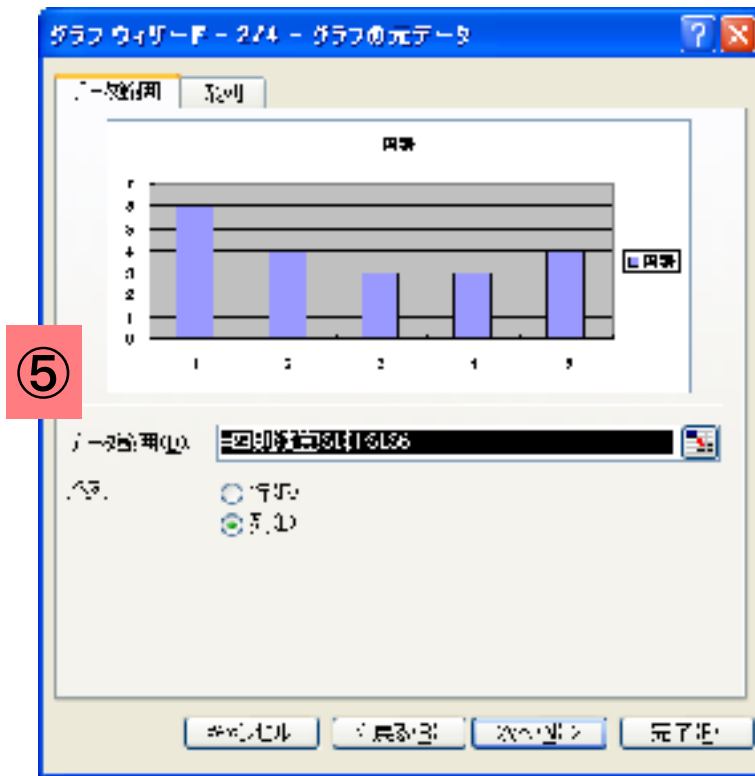 グラフ ウィザード - 2/4 - グラフの元データ
データ範囲 系列
回数
7
6
5
4
3
2
1
0
回数
1 2 3 4 5
⑤
データ範囲(D):
系列:
行(R)
列(L)
キャンセル < 戻る(B) 次へ(N) > 完了(F)